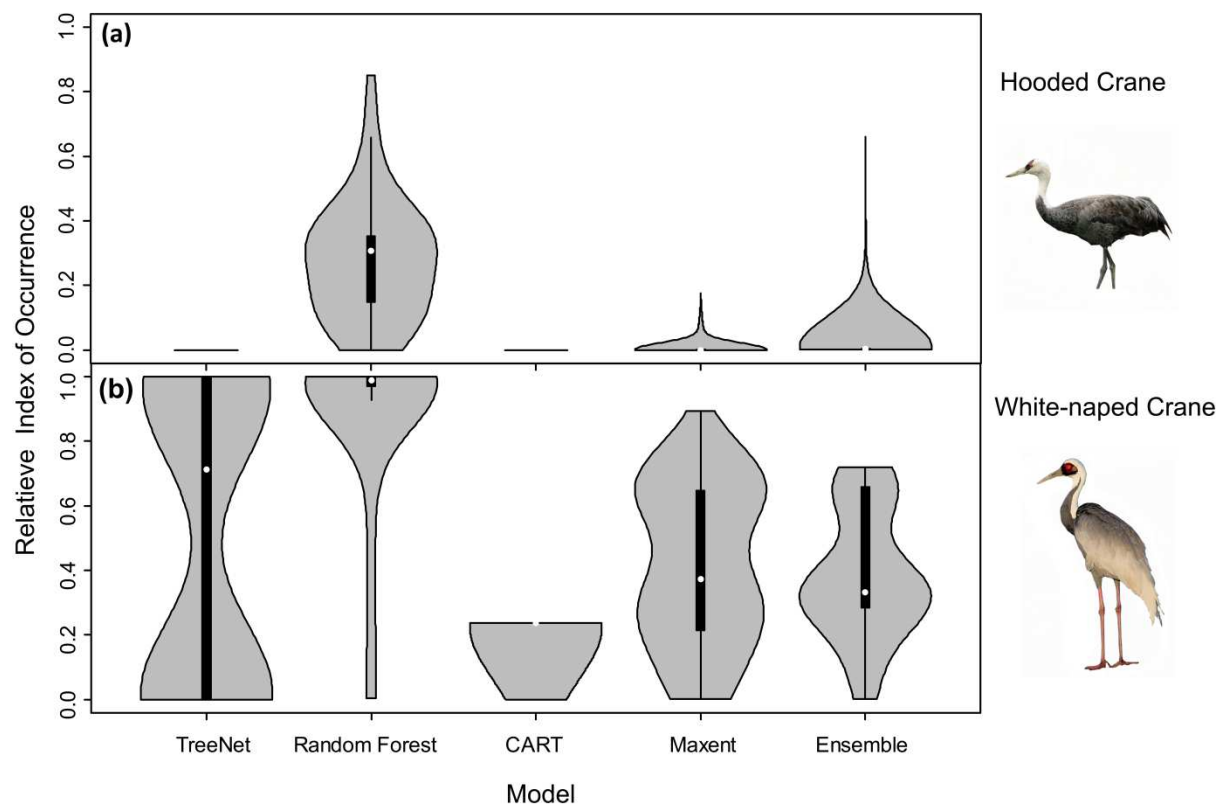 (a)
1.0
0.8
0.6
0.4
0.2
0.0
Hooded Crane
(b)
1.0
0.8
0.6
0.4
0.2
0.0
White-naped Crane
Relatieve Index of Occurrence
TreeNet Random Forest CART Maxent Ensemble
Model